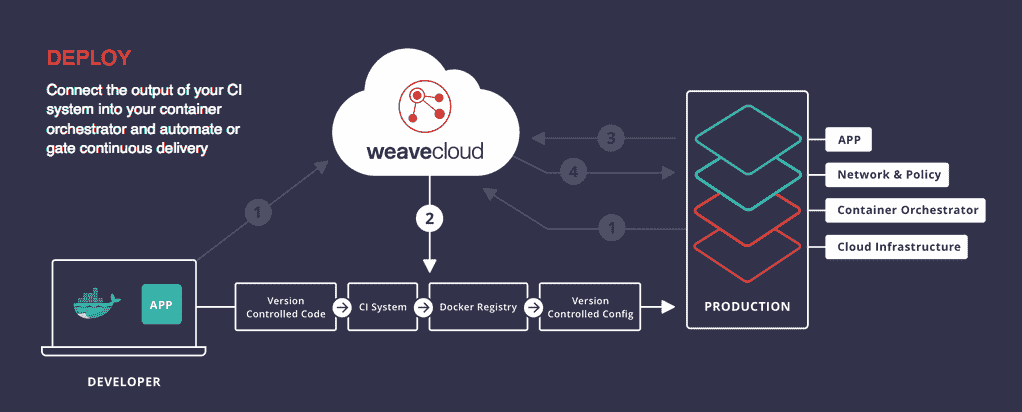 DEPLOY
Connect the output of your CI
system into your container
orchestrator and automate or
gate continuous delivery
weavecloud
3
4
1
1
2
APP
Network & Policy
Container Orchestrator
Cloud Infrastructure
PRODUCTION
APP
Version
Controlled Code
CI System
Docker Registry
Version
Controlled Config
DEVELOPER